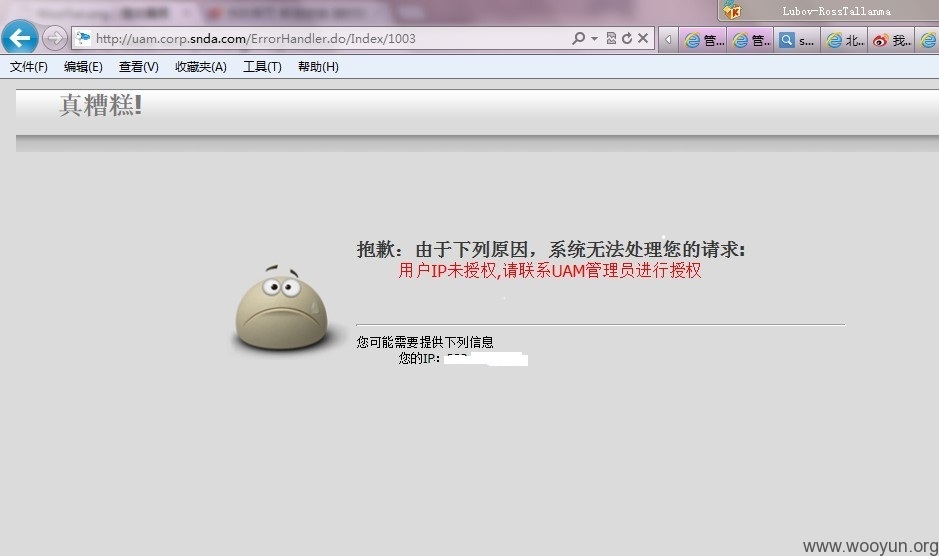 Lubov-RossTallanma
http://uam.corp.snda.com/ErrorHandler.do/Index/1003
管...
管..
s...
北..
我..
文件(F) 编辑(E) 查看(V) 收藏夹(A) 工具(T) 帮助(H)
真糟糕!
抱歉：由于下列原因，系统无法处理您的请求:
用户IP未授权,请联系UAM管理员进行授权
您可能需要提供下列信息
您的IP:
www.wooyun.org